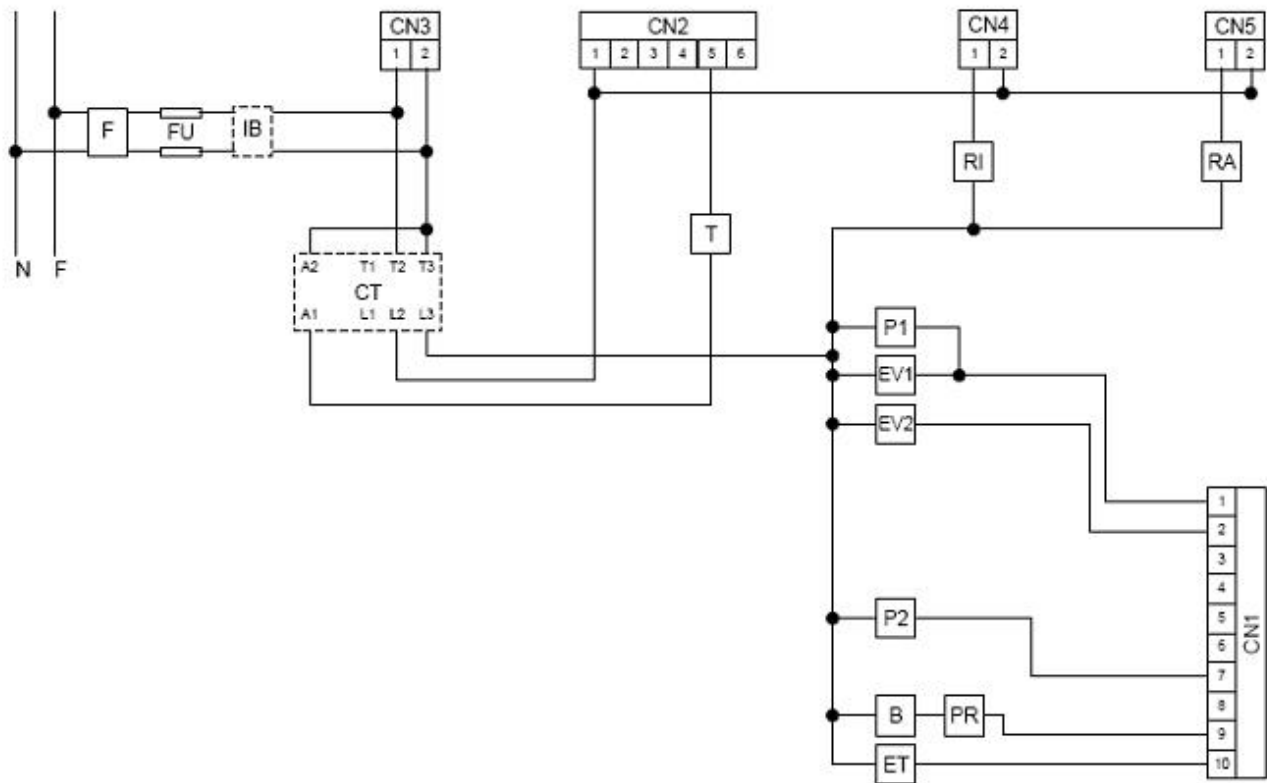 CN3
1 2
CN2
1 2 3 4 5 6
CN4
1 2
CN5
1 2
F FU IB
RI
RA
T
N F
A2 T1 T2 T3
CT
A1 L1 L2 L3
P1
EV1
EV2
P2
B PR
ET
1
2
3
4
5
6
7
8
9
10
CN1